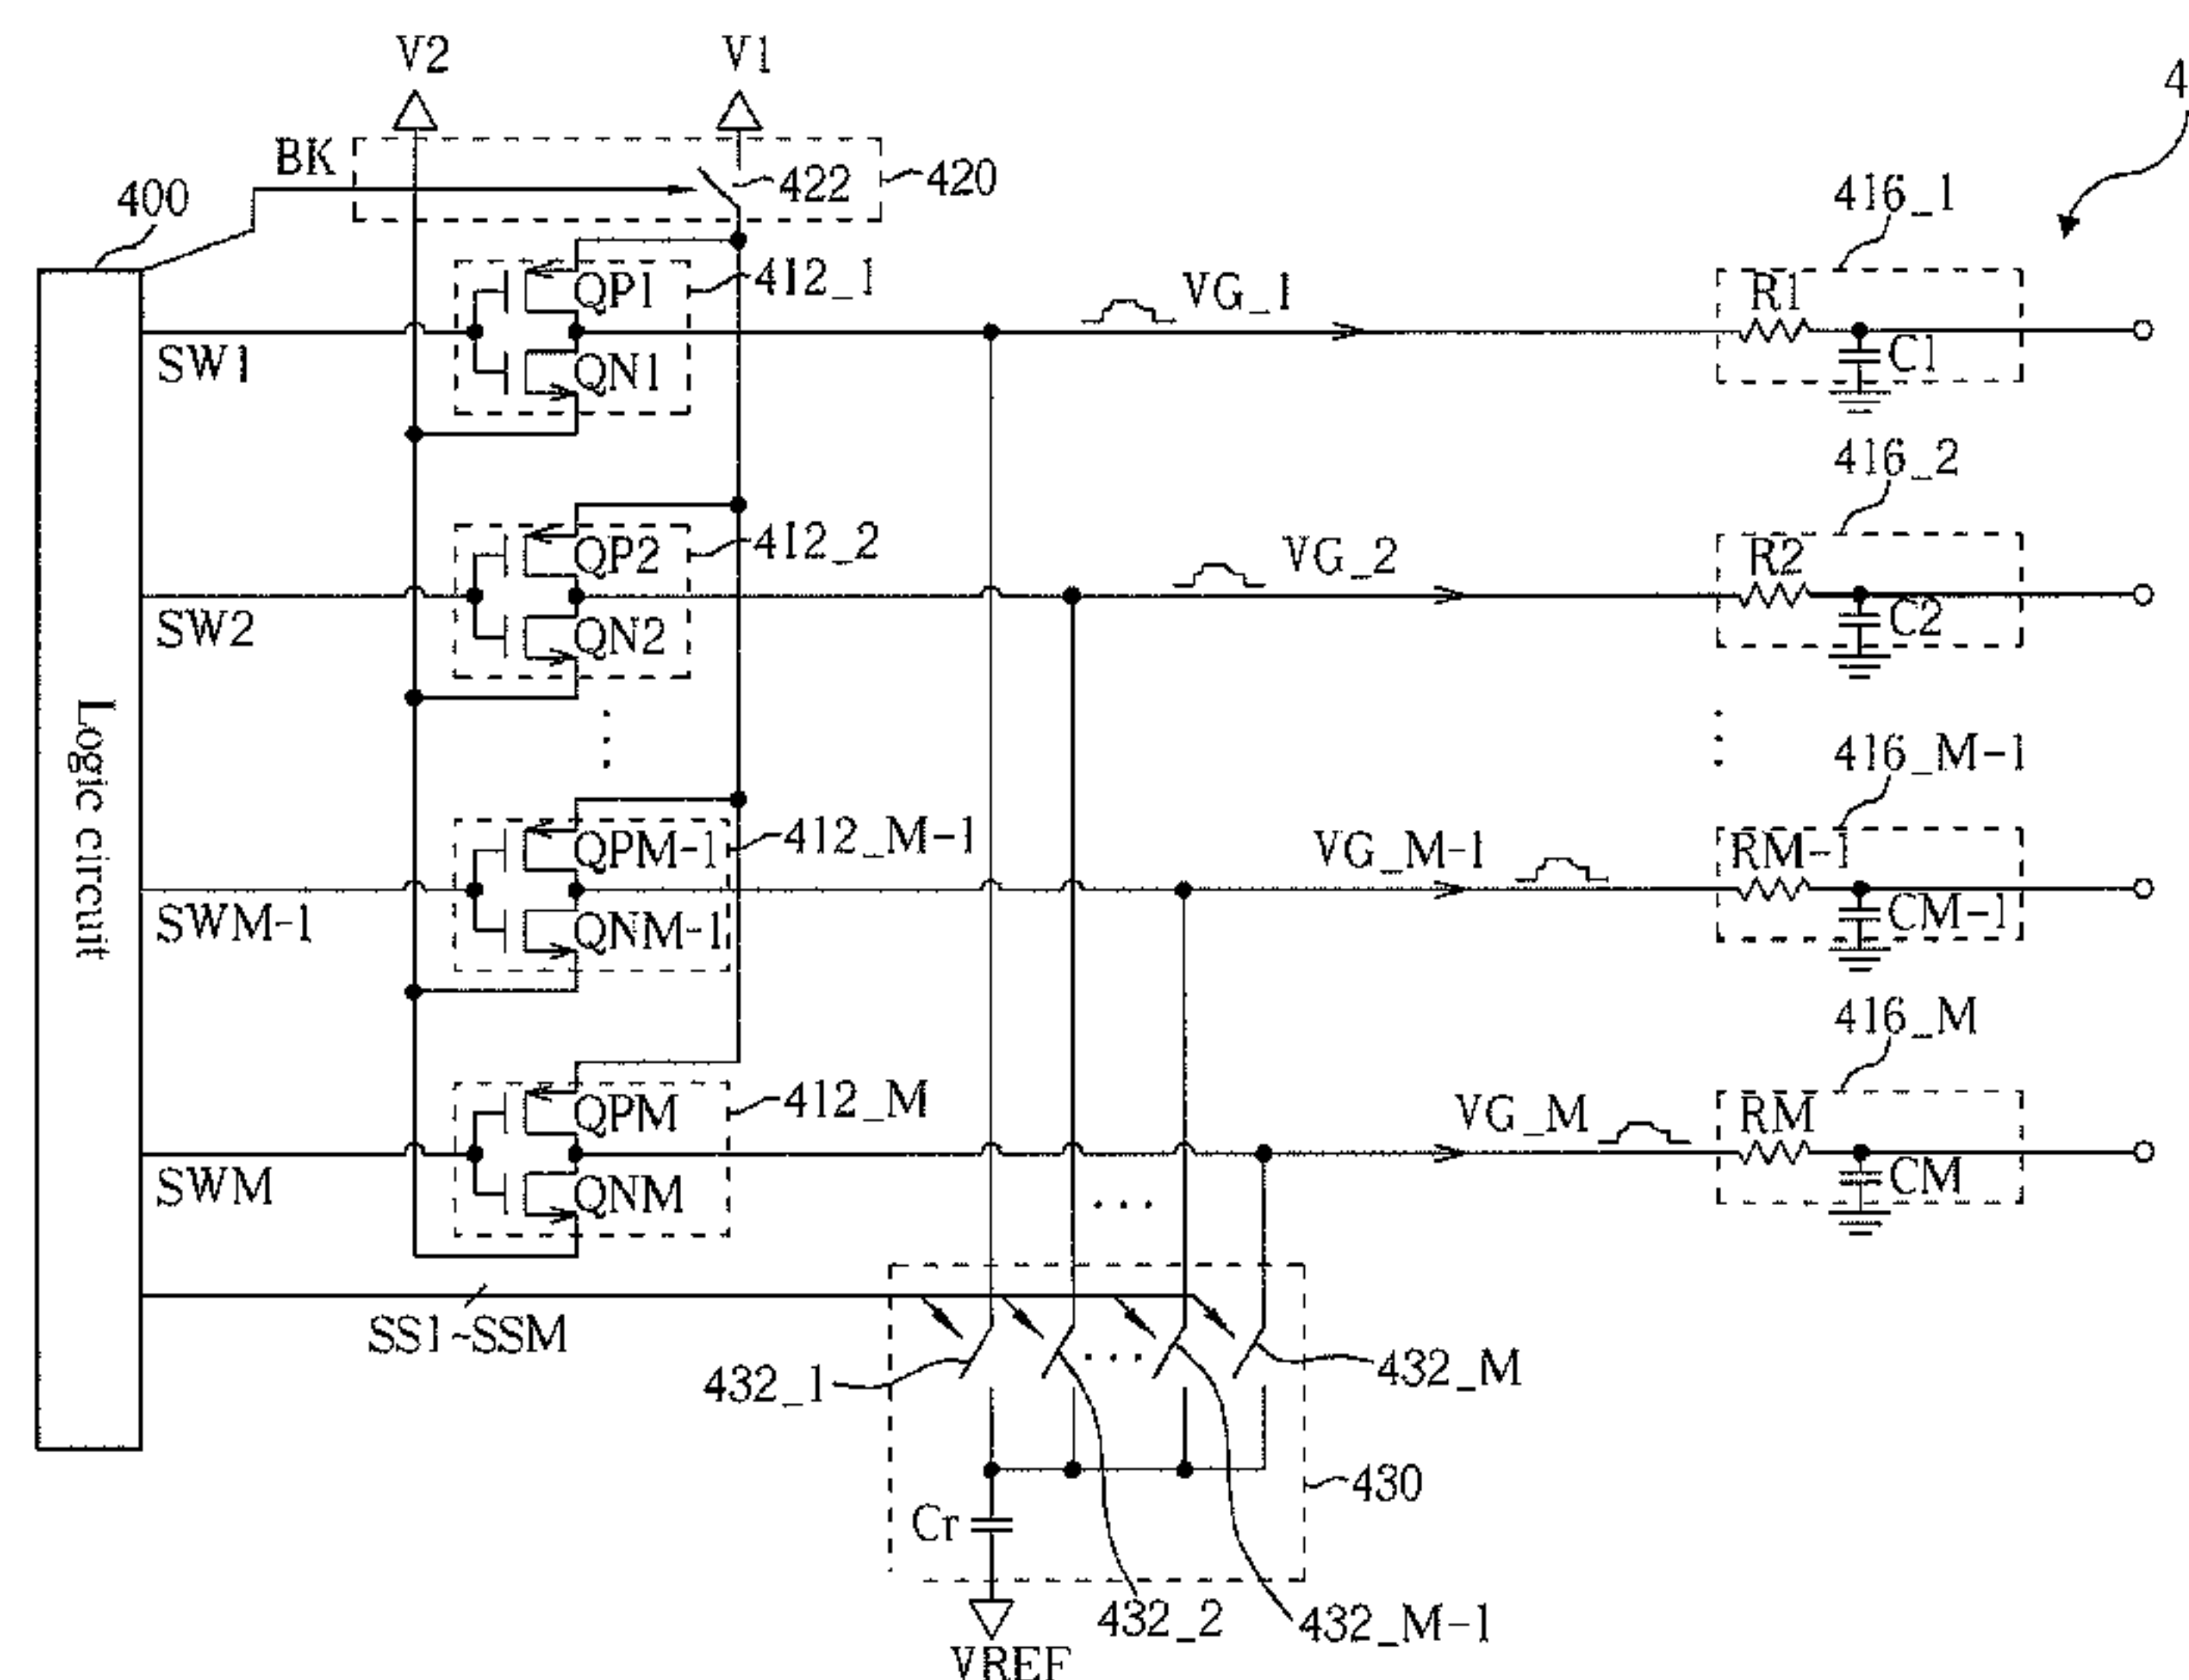 V2
V1
4
BK
422
420
400
416_1
412_1
QP1
VG_1
R1
SW1
QN1
C1
416_2
412_2
QP2
VG_2
R2
SW2
QN2
C2
Logic circuit
416_M-1
412_M-1
QPM-1
VG_M-1
RM-1
SWM-1
QNM-1
CM-1
416_M
412_M
QPM
VG_M
RM
SWM
QNM
CM
SS1~SSM
432_1
432_M
430
Cr
432_2
432_M-1
VREF